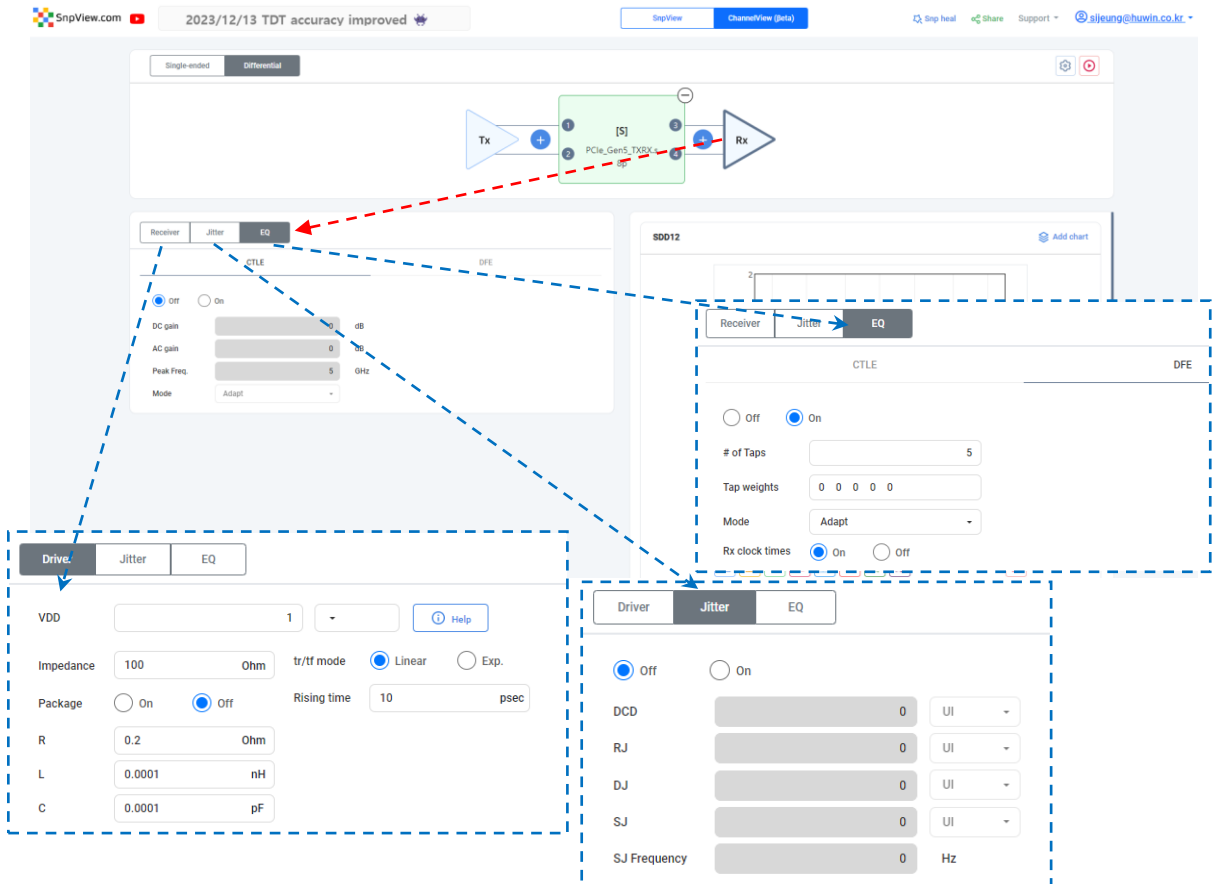 SnpView.com
2023/12/13 TDT accuracy improved
SnpView
ChannelView (βeta)
Snp heal
Share
Support
sijeung@huwin.co.kr
Single-ended
Differential
Tx
1
2
[S]
PCIe_Gen5_TXRX.s
8p
3
4
Rx
Receiver
Jitter
EQ
CTLE
DFE
Off
On
DC gain
0
dB
AC gain
0
dB
Peak Freq.
5
GHz
Mode
Adapt
SDD12
Add chart
2
Receiver
Jitter
EQ
CTLE
DFE
Off
On
# of Taps
5
Tap weights
0 0 0 0 0
Mode
Adapt
Rx clock times
On
Off
Driver
Jitter
EQ
VDD
1
Help
Impedance
100
Ohm
tr/tf mode
Linear
Exp.
Package
On
Off
Rising time
10
psec
R
0.2
Ohm
L
0.0001
nH
C
0.0001
pF
Driver
Jitter
EQ
Off
On
DCD
0
UI
RJ
0
UI
DJ
0
UI
SJ
0
UI
SJ Frequency
0
Hz